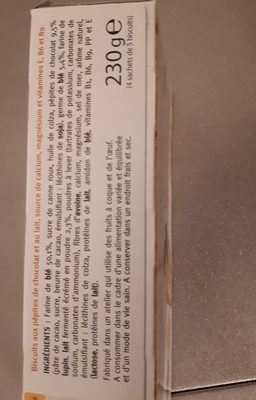 Biscuits aux pépites de chocolat et au lait, source de calcium, magnésium et vitamines E, B6 et B9.
INGRÉDIENTS : Farine de blé 50,1%, sucre de canne roux, huile de colza, pépites de chocolat 9,5%
(pâte de cacao, sucre, beurre de cacao, émulsifiant : lécithines de soja), germe de blé 5,4%, farine de
lupin, lait fermenté écrémé en poudre 2,3%, poudres à lever (tartrates de potassium, carbonates de
sodium, carbonates d'ammonium), fibres d'avoine, calcium, magnésium, sel de mer, arôme naturel,
émulsifiant : lécithines de colza, protéines de lait, amidon de blé, vitamines B1, B6, B9, PP et E
(lactose, protéines de lait).
Fabriqué dans un atelier qui utilise des fruits à coque et de l'œuf.
A consommer dans le cadre d'une alimentation variée et équilibrée
et d'un mode de vie sain. A conserver dans un endroit frais et sec.
230g e
(4 sachets de 5 biscuits)